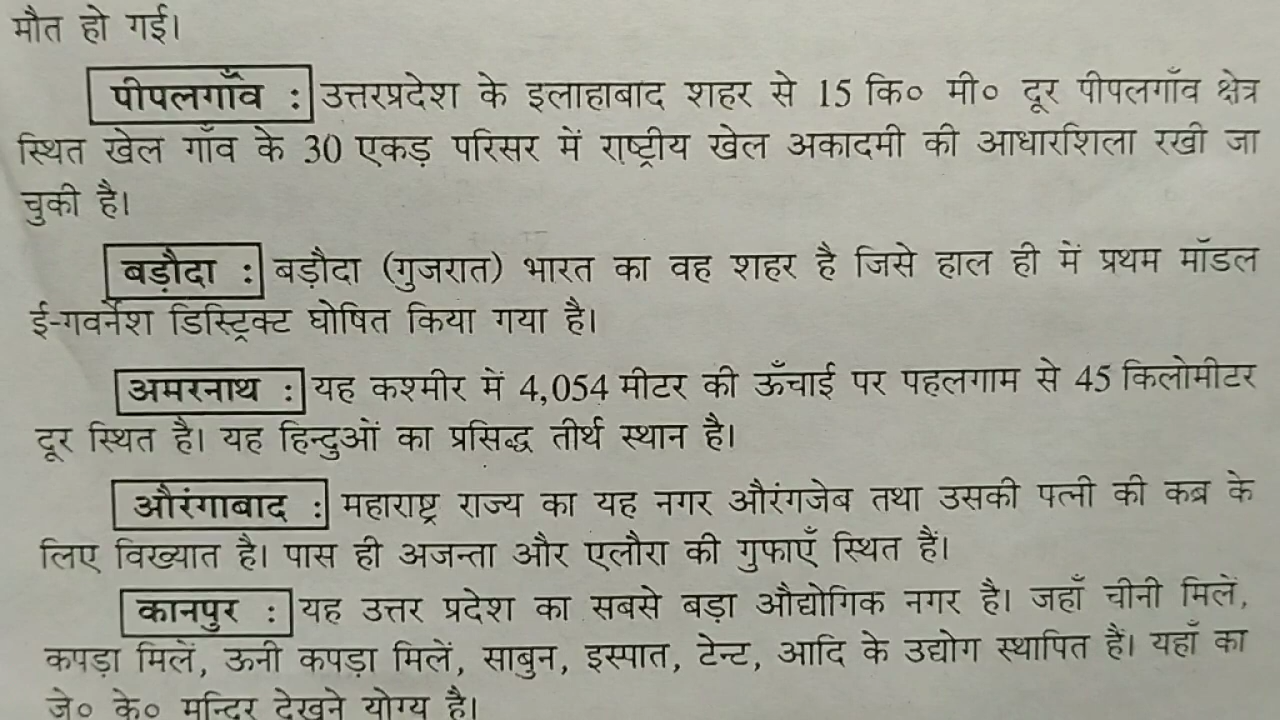 मौत हो गई।
पीपलगाँव : उत्तरप्रदेश के इलाहाबाद शहर से 15 कि० मी० दूर पीपलगाँव क्षेत्र
स्थित खेल गाँव के 30 एकड़ परिसर में राष्ट्रीय खेल अकादमी की आधारशिला रखी जा
चुकी है।
बड़ौदा : बड़ौदा (गुजरात) भारत का वह शहर है जिसे हाल ही में प्रथम मॉडल
ई-गवर्नेश डिस्ट्रिक्ट घोषित किया गया है।
अमरनाथ : यह कश्मीर में 4,054 मीटर की ऊँचाई पर पहलगाम से 45 किलोमीटर
दूर स्थित है। यह हिन्दुओं का प्रसिद्ध तीर्थ स्थान है।
औरंगाबाद : महाराष्ट्र राज्य का यह नगर औरंगजेब तथा उसकी पत्नी की कब्र के
लिए विख्यात है। पास ही अजन्ता और एलौरा की गुफाएँ स्थित हैं।
कानपुर : यह उत्तर प्रदेश का सबसे बड़ा औद्योगिक नगर है। जहाँ चीनी मिलें,
कपड़ा मिलें, ऊनी कपड़ा मिलें, साबुन, इस्पात, टेन्ट, आदि के उद्योग स्थापित हैं। यहाँ का
जे० के० मन्दिर देखने योग्य है।